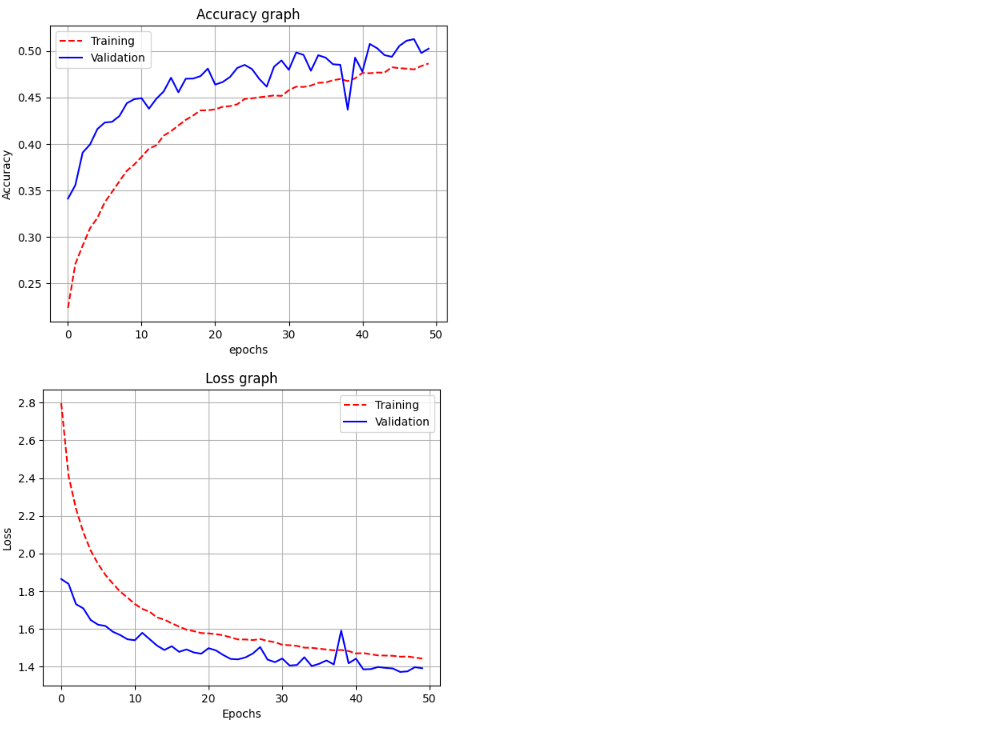 Accuracy graph
Training
Validation
0.50
0.45
0.40
0.35
0.30
0.25
Accuracy
0 10 20 30 40 50
epochs
Loss graph
Training
Validation
2.8
2.6
2.4
2.2
2.0
1.8
1.6
1.4
Loss
0 10 20 30 40 50
Epochs